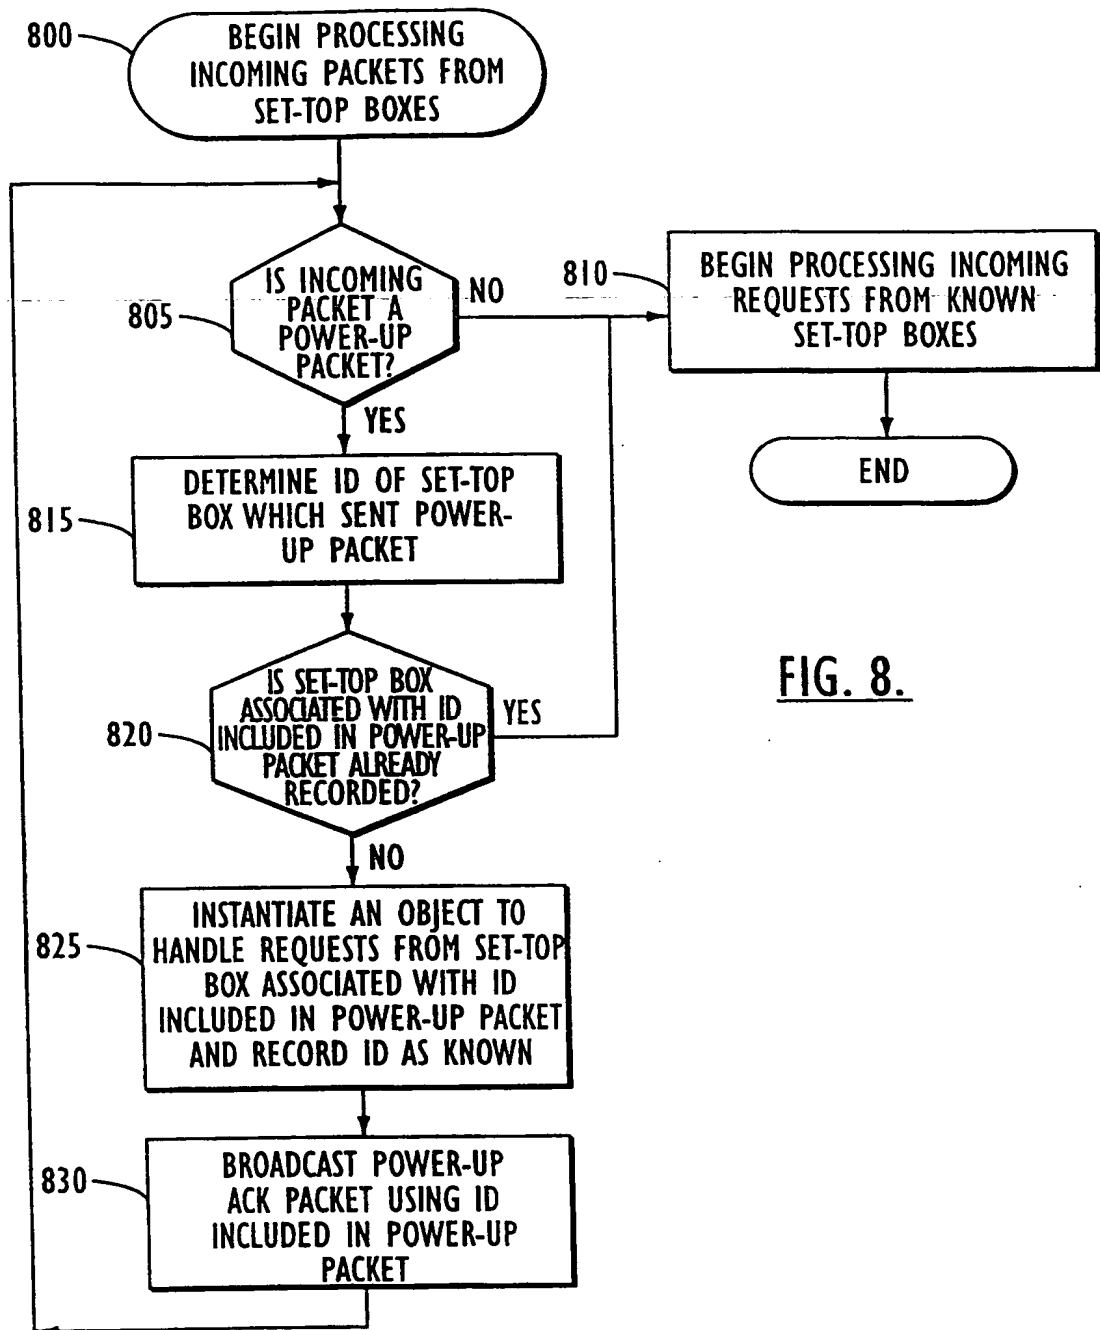 800
BEGIN PROCESSING
INCOMING PACKETS FROM
SET-TOP BOXES
805
IS INCOMING
PACKET A
POWER-UP
PACKET?
NO
YES
810
BEGIN PROCESSING INCOMING
REQUESTS FROM KNOWN
SET-TOP BOXES
END
815
DETERMINE ID OF SET-TOP
BOX WHICH SENT POWER-
UP PACKET
820
IS SET-TOP BOX
ASSOCIATED WITH ID
INCLUDED IN POWER-UP
PACKET ALREADY
RECORDED?
YES
NO
FIG. 8.
825
INSTANTIATE AN OBJECT TO
HANDLE REQUESTS FROM SET-TOP
BOX ASSOCIATED WITH ID
INCLUDED IN POWER-UP PACKET
AND RECORD ID AS KNOWN
830
BROADCAST POWER-UP
ACK PACKET USING ID
INCLUDED IN POWER-UP
PACKET